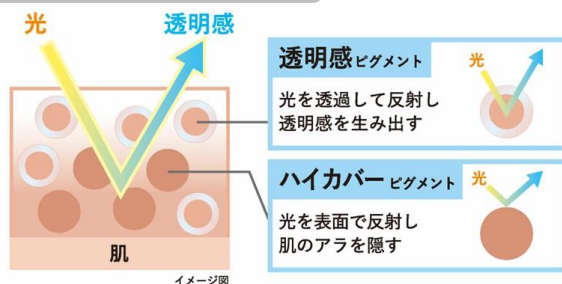 光
透明感
透明感ピグメント
光を透過して反射し
透明感を生み出す
光
ハイカバーピグメント
光を表面で反射し
肌のアラを隠す
光
肌
イメージ図